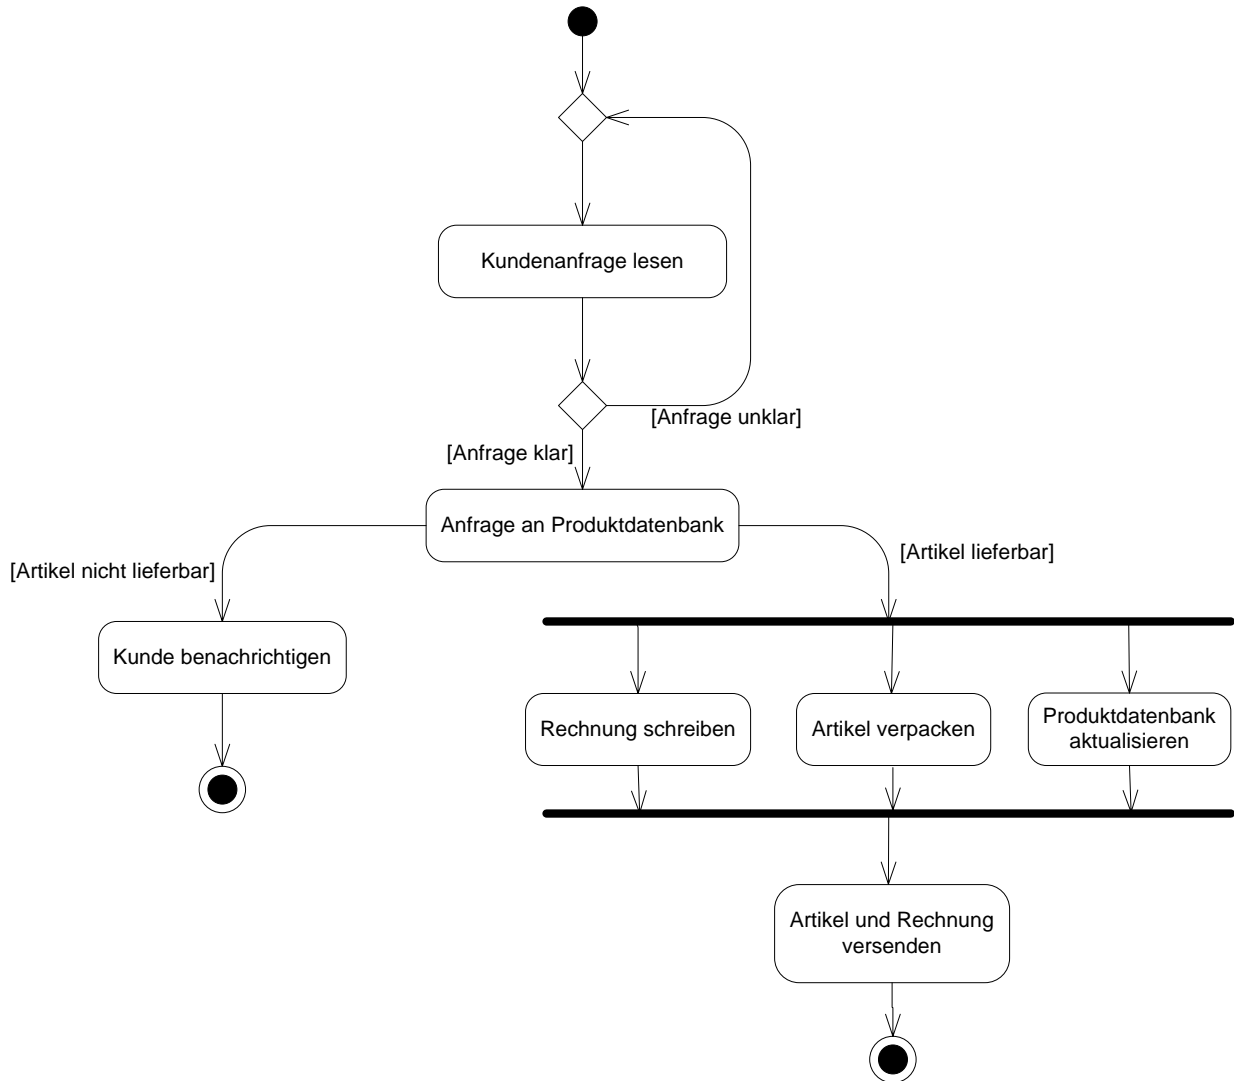 Kundenanfrage lesen
[Anfrage unklar]
[Anfrage klar]
Anfrage an Produktdatenbank
[Artikel nicht lieferbar]
[Artikel lieferbar]
Kunde benachrichtigen
Rechnung schreiben
Artikel verpacken
Produktdatenbank
aktualisieren
Artikel und Rechnung
versenden